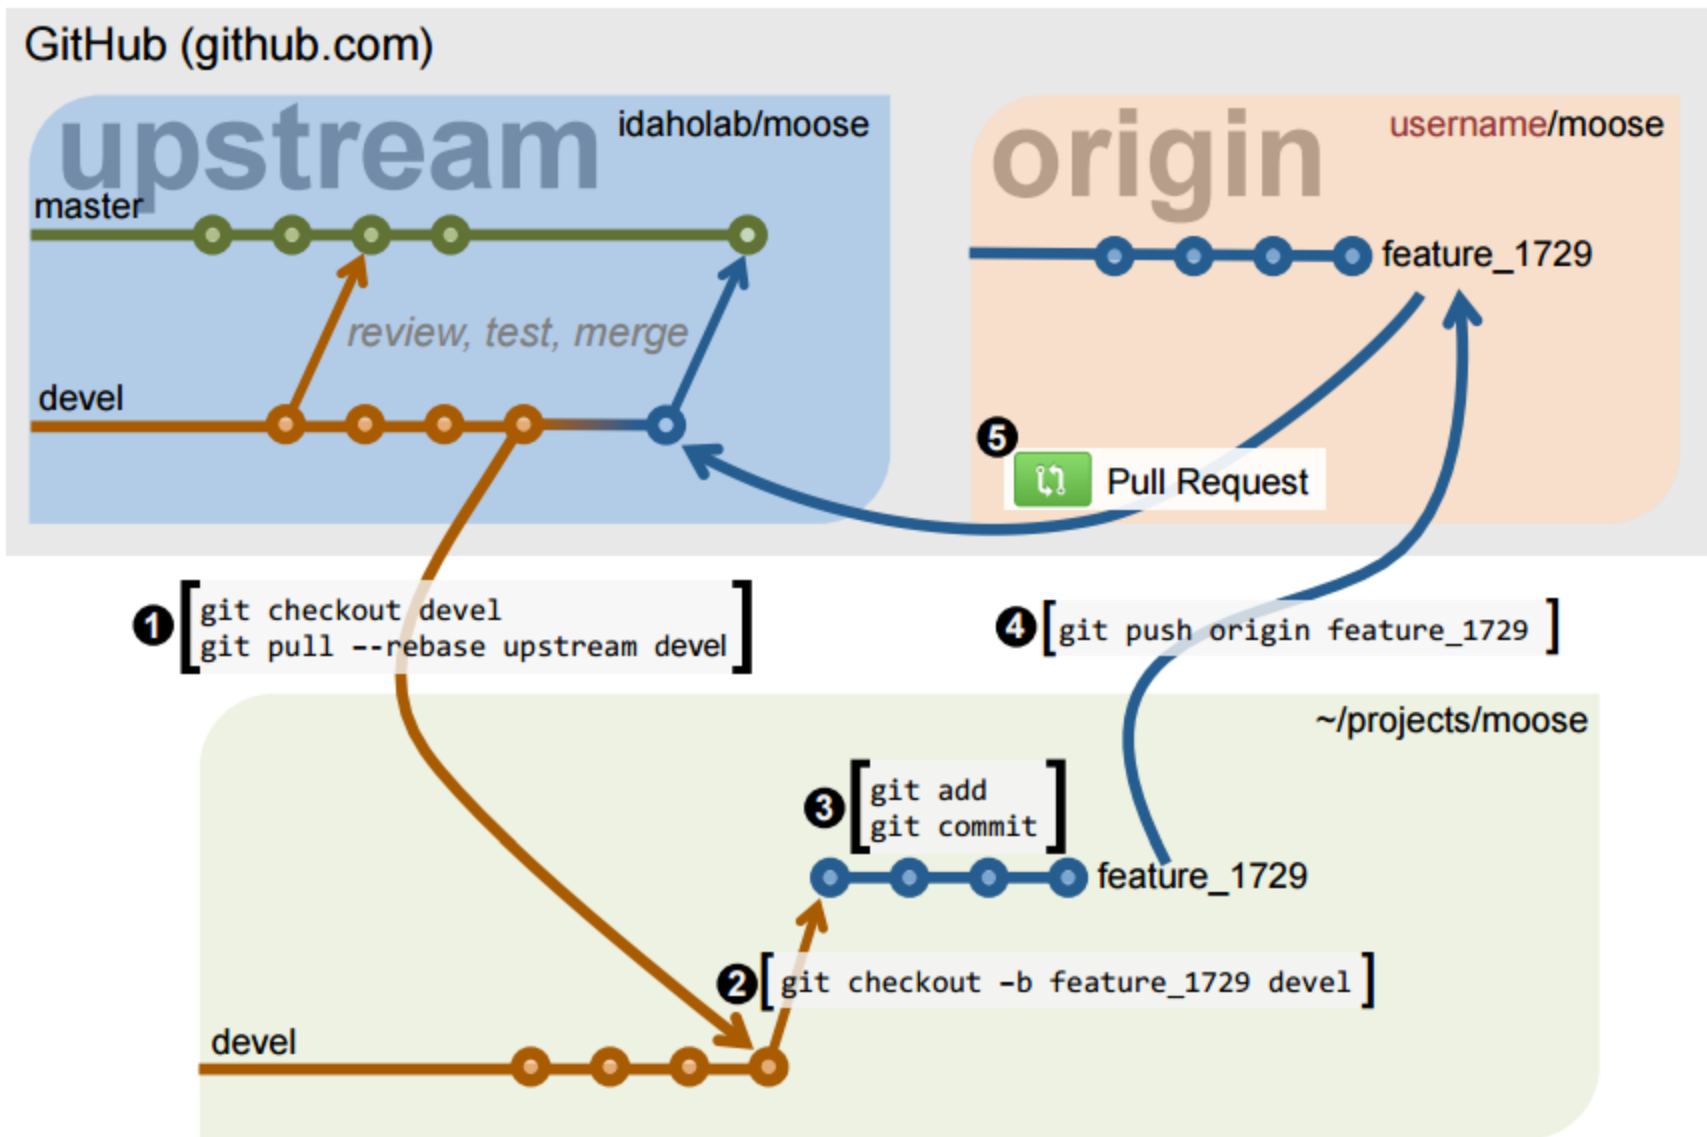 GitHub (github.com)
upstream
idaholab/moose
origin
username/moose
master
feature_1729
review, test, merge
devel
5
Pull Request
1
git checkout devel
git pull --rebase upstream devel
4
[git push origin feature_1729 ]
~/projects/moose
3
git add
git commit
feature_1729
2
[git checkout -b feature_1729 devel ]
devel